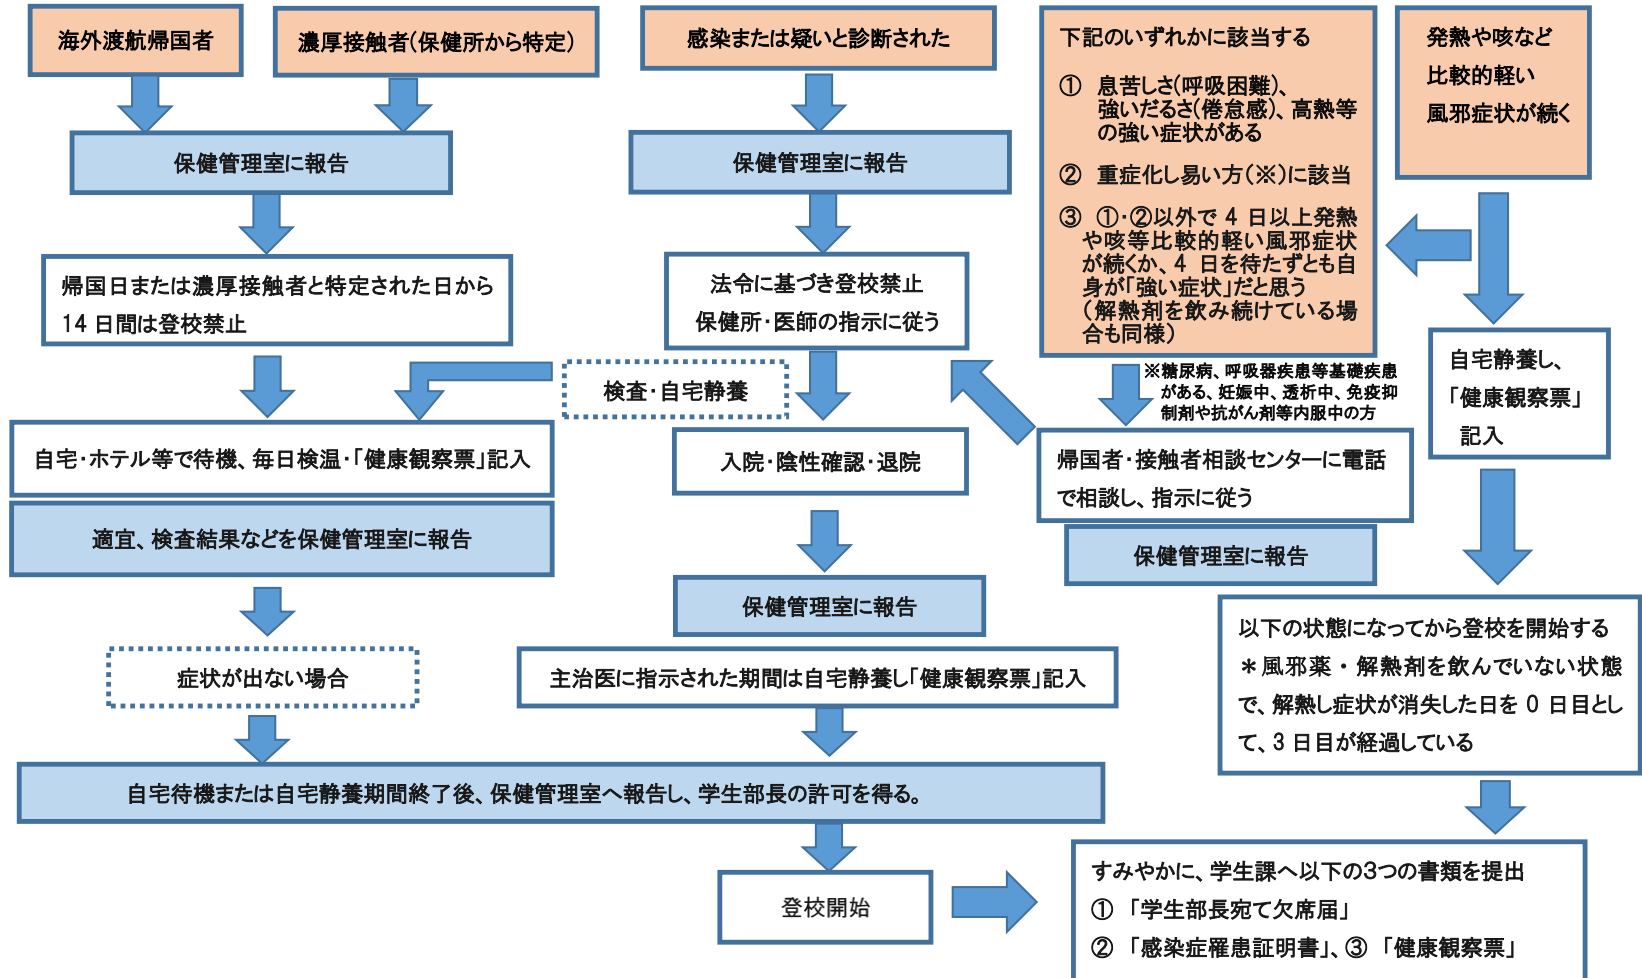 海外渡航帰国者
濃厚接触者(保健所から特定)
保健管理室に報告
帰国日または濃厚接触者と特定された日から
14 日間は登校禁止
自宅・ホテル等で待機、毎日検温・「健康観察票」記入
適宜、検査結果などを保健管理室に報告
症状が出ない場合
感染または疑いと診断された
保健管理室に報告
法令に基づき登校禁止
保健所・医師の指示に従う
検査・自宅静養
入院・陰性確認・退院
保健管理室に報告
主治医に指示された期間は自宅静養し「健康観察票」記入
自宅待機または自宅静養期間終了後、保健管理室へ報告し、学生部長の許可を得る。
登校開始
下記のいずれかに該当する
① 息苦しさ(呼吸困難)、
強いだるさ(倦怠感)、高熱等
の強い症状がある
② 重症化し易い方(※)に該当
③ ①・②以外で 4 日以上発熱
や咳等比較的軽い風邪症状
が続くか、4 日を待たずとも自
身が「強い症状」だと思う
(解熱剤を飲み続けている場
合も同様)
※糖尿病、呼吸器疾患等基礎疾患
がある、妊娠中、透析中、免疫抑
制剤や抗がん剤等内服中の方
帰国者・接触者相談センターに電話
で相談し、指示に従う
保健管理室に報告
発熱や咳など
比較的軽い
風邪症状が続く
自宅静養し、
「健康観察票」
記入
以下の状態になってから登校を開始する
＊風邪薬・解熱剤を飲んでいない状態
で、解熱し症状が消失した日を 0 日目とし
て、3 日目が経過している
すみやかに、学生課へ以下の3つの書類を提出
① 「学生部長宛て欠席届」
② 「感染症罹患証明書」、③ 「健康観察票」